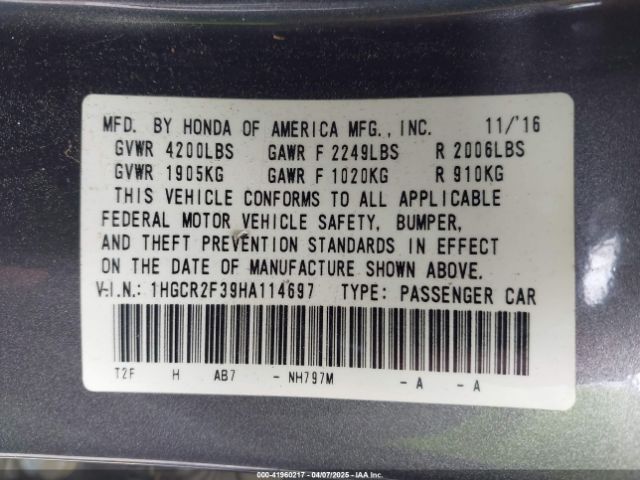 MFD. BY HONDA OF AMERICA MFG., INC. 11/'16
GVWR 4200LBS GAWR F 2249LBS R 2006LBS
GVWR 1905KG GAWR F 1020KG R 910KG
THIS VEHICLE CONFORMS TO ALL APPLICABLE
FEDERAL MOTOR VEHICLE SAFETY, BUMPER,
AND THEFT PREVENTION STANDARDS IN EFFECT
ON THE DATE OF MANUFACTURE SHOWN ABOVE.
V.I.N.: 1HGCR2F39HA114697 TYPE: PASSENGER CAR
T2F H AB7 - NH797M - A - A
000-41960217 - 04/07/2025 - IAA Inc.